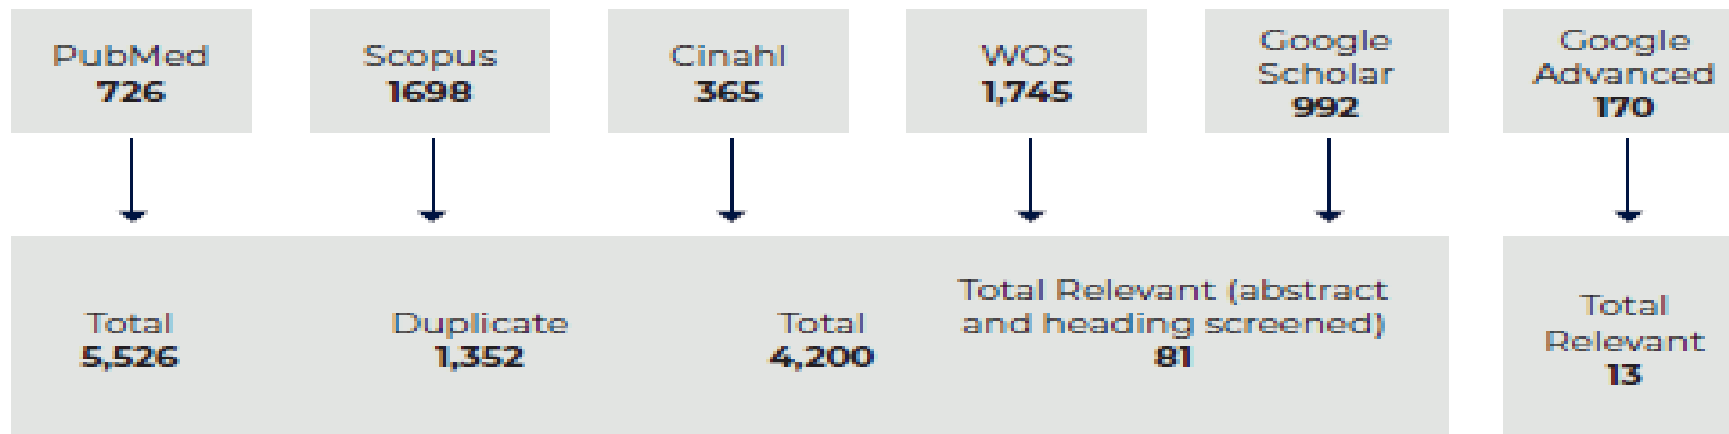 PubMed
726
Scopus
1698
Cinahl
365
WOS
1,745
Google
Scholar
992
Google
Advanced
170
Total
5,526
Duplicate
1,352
Total
4,200
Total Relevant (abstract
and heading screened)
81
Total
Relevant
13